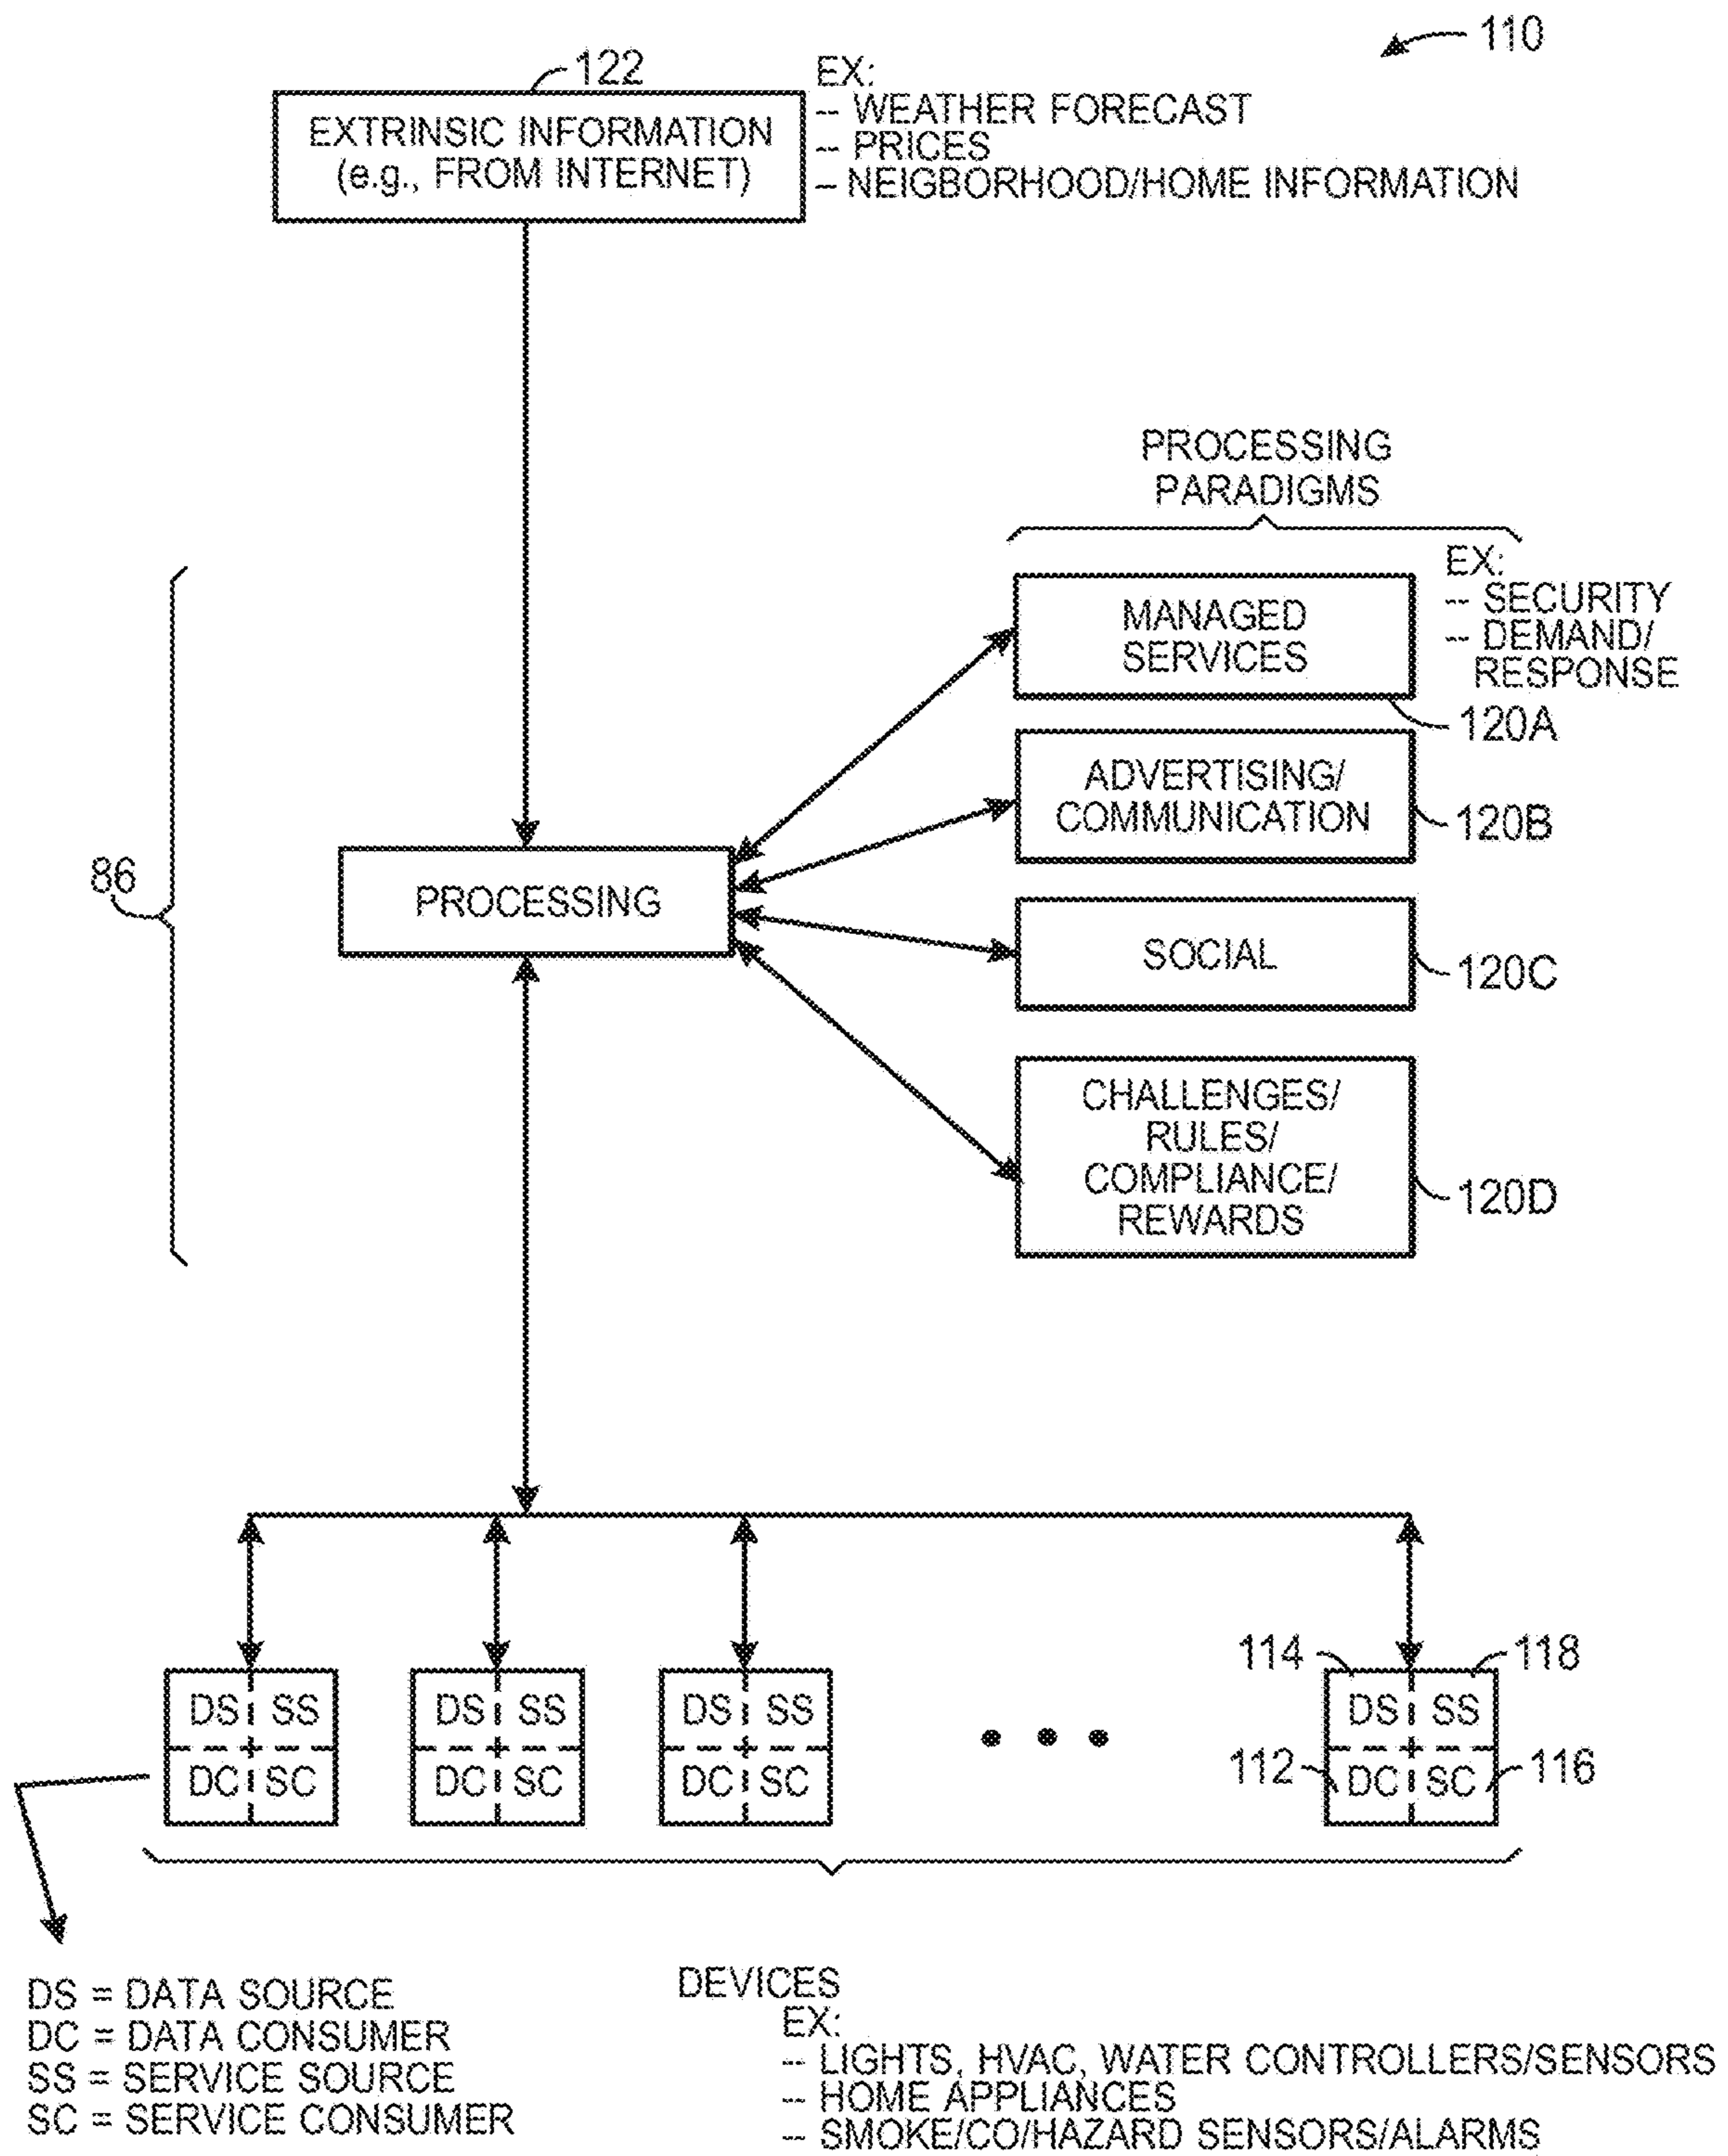 110
122
EXTRINSIC INFORMATION
(e.g., FROM INTERNET)
EX:
-- WEATHER FORECAST
-- PRICES
-- NEIGBORHOOD/HOME INFORMATION
PROCESSING
PARADIGMS
MANAGED
SERVICES
EX:
-- SECURITY
-- DEMAND/
RESPONSE
120A
ADVERTISING/
COMMUNICATION
120B
86
PROCESSING
SOCIAL
120C
CHALLENGES/
RULES/
COMPLIANCE/
REWARDS
120D
DS SS
DC SC
DS SS
DC SC
DS SS
DC SC
114
118
DS SS
112
DC SC
116
DS = DATA SOURCE
DC = DATA CONSUMER
SS = SERVICE SOURCE
SC = SERVICE CONSUMER
DEVICES
EX:
-- LIGHTS, HVAC, WATER CONTROLLERS/SENSORS
-- HOME APPLIANCES
-- SMOKE/CO/HAZARD SENSORS/ALARMS